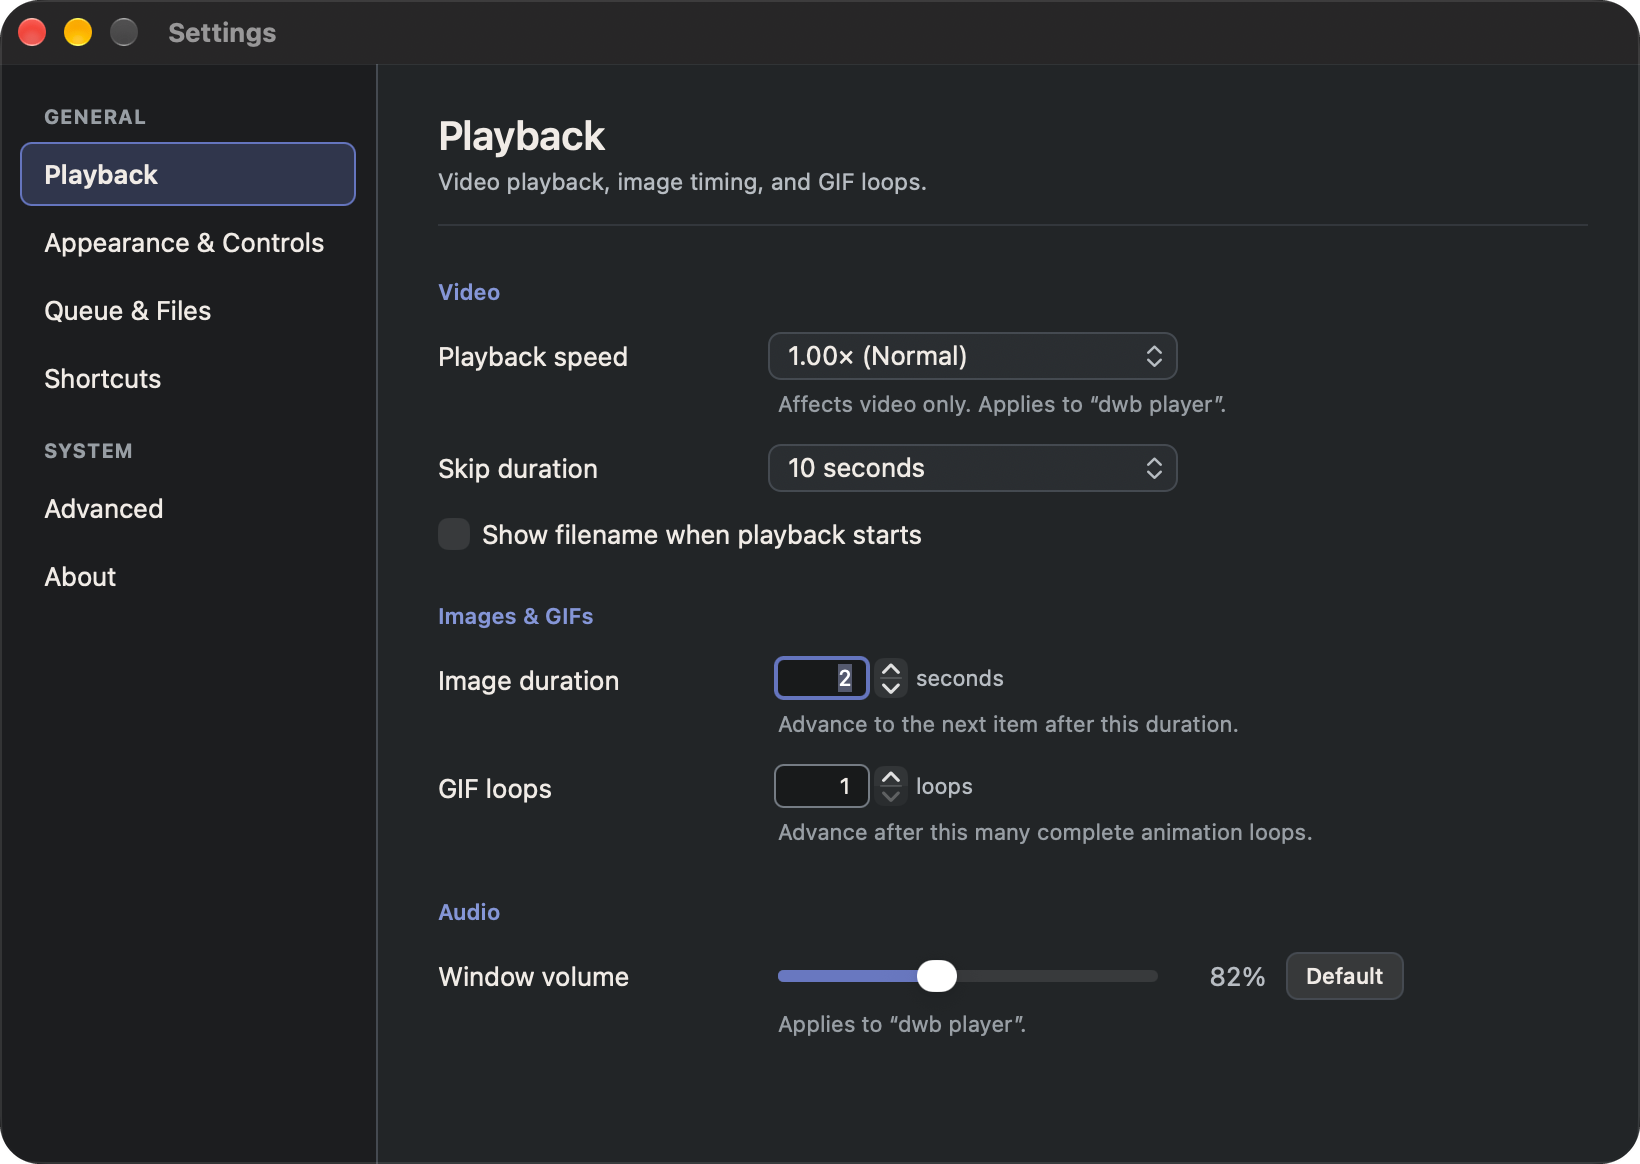 Settings
GENERAL
Playback
Appearance & Controls
Queue & Files
Shortcuts
SYSTEM
Advanced
About
Playback
Video playback, image timing, and GIF loops.
Video
Playback speed
1.00× (Normal)
Affects video only. Applies to “dwb player”.
Skip duration
10 seconds
Show filename when playback starts
Images & GIFs
Image duration
2
seconds
Advance to the next item after this duration.
GIF loops
1
loops
Advance after this many complete animation loops.
Audio
Window volume
82%
Default
Applies to “dwb player”.